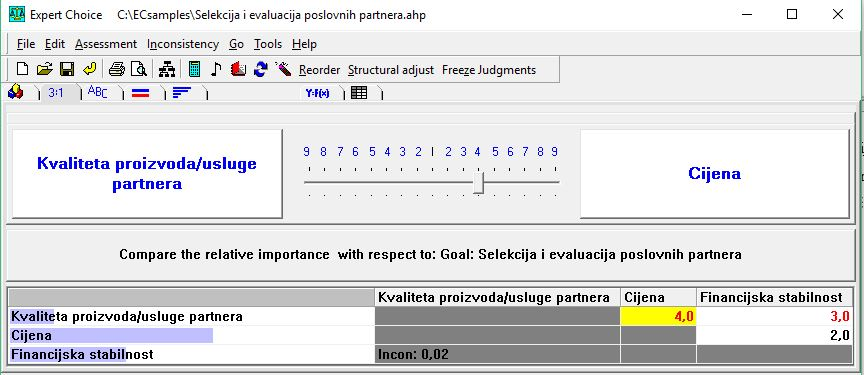 Expert Choice C:\ECsamples\Selekcija i evaluacija poslovnih partnera.ahp
File Edit Assessment Inconsistency Go Tools Help
Reorder Structural adjust Freeze Judgments
3:1 ABC Y-F(x)
Kvaliteta proizvoda/usluge
partnera
9 8 7 6 5 4 3 2 1 2 3 4 5 6 7 8 9
Cijena
Compare the relative importance with respect to: Goal: Selekcija i evaluacija poslovnih partnera
Kvaliteta proizvoda/usluge partnera Cijena Financijska stabilnost
Kvaliteta proizvoda/usluge partnera 4,0 3,0
Cijena 2,0
Financijska stabilnost Incon: 0,02